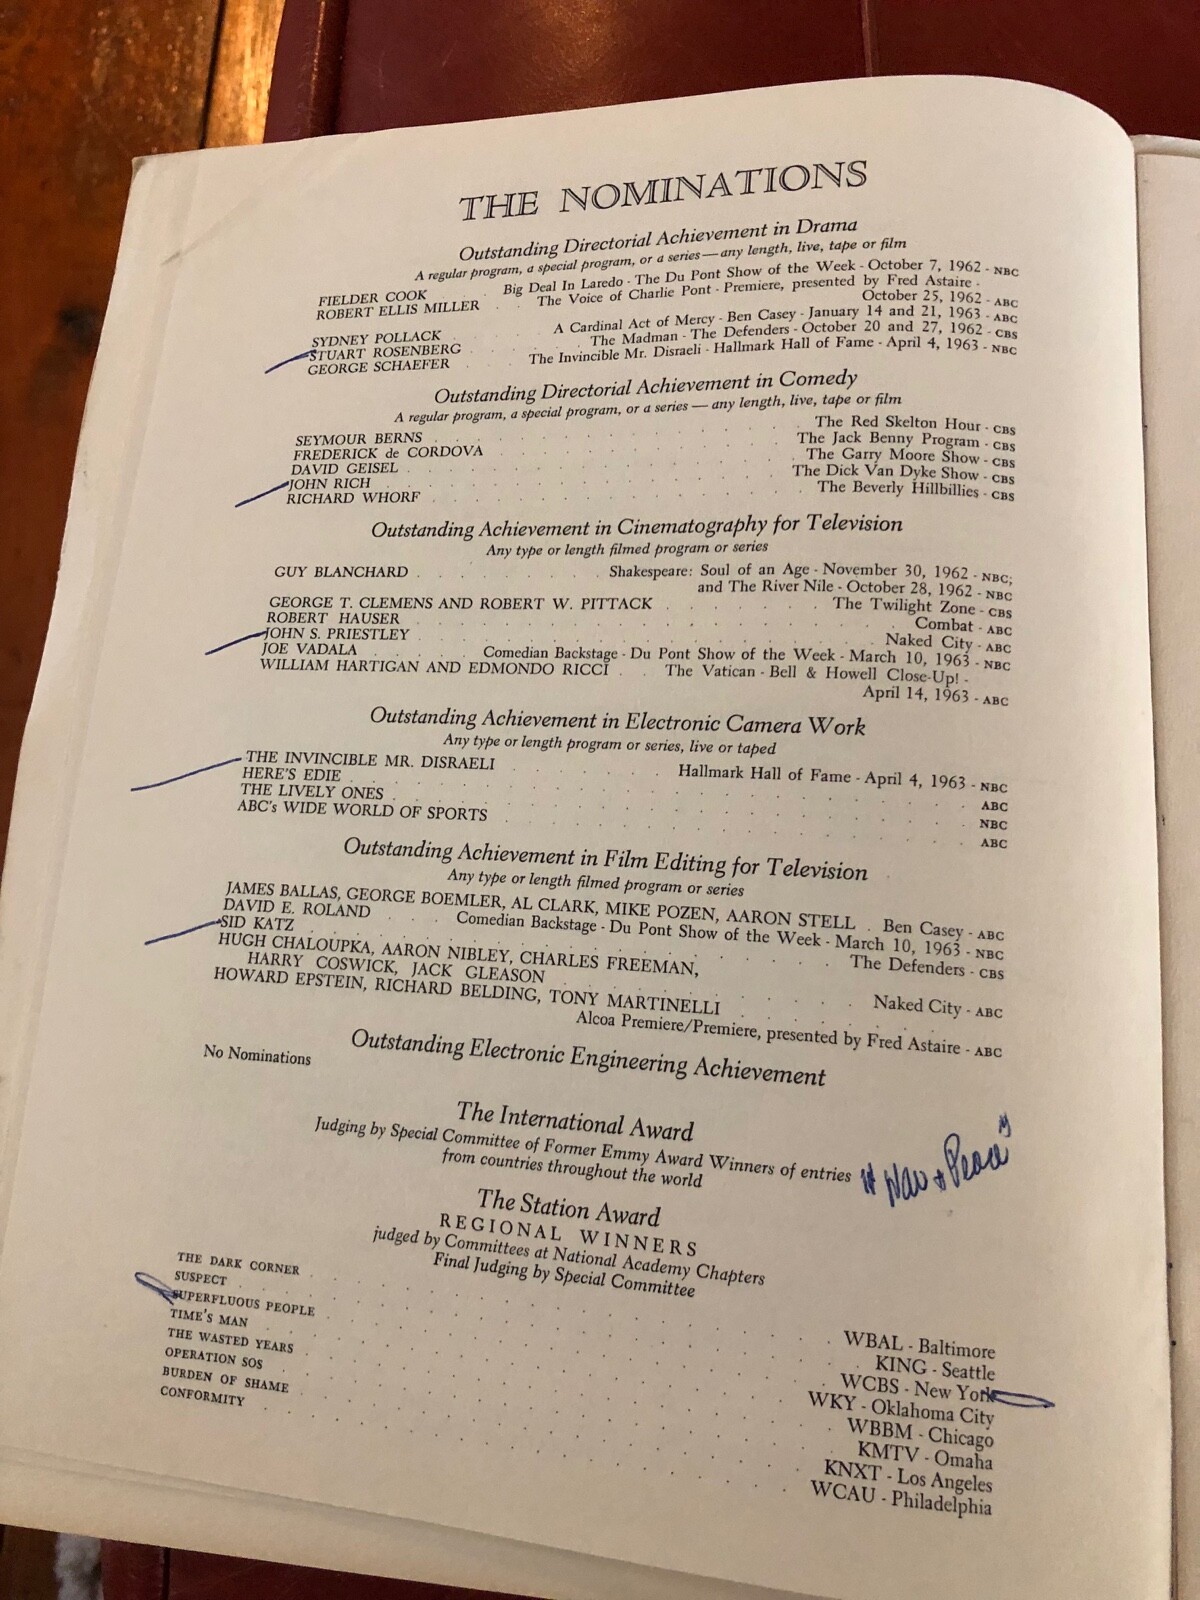 THE NOMINATIONS
Outstanding Directorial Achievement in Drama
A regular program, a special program, or a series — any length, live, tape or film
FIELDER COOK . Big Deal In Laredo - The Du Pont Show of the Week - October 7, 1962 - NBC
ROBERT ELLIS MILLER . . The Voice of Charlie Pont - Premiere, presented by Fred Astaire -
October 25, 1962 - ABC
SYDNEY POLLACK . . . . A Cardinal Act of Mercy - Ben Casey - January 14 and 21, 1963 - ABC
STUART ROSENBERG . . . . The Madman - The Defenders - October 20 and 27, 1962 - CBS
GEORGE SCHAEFER . . . The Invincible Mr. Disraeli - Hallmark Hall of Fame - April 4, 1963 - NBC
Outstanding Directorial Achievement in Comedy
A regular program, a special program, or a series — any length, live, tape or film
SEYMOUR BERNS . . . . The Red Skelton Hour - CBS
FREDERICK de CORDOVA . . . . The Jack Benny Program - CBS
DAVID GEISEL . . . . The Garry Moore Show - CBS
JOHN RICH . . . . The Dick Van Dyke Show - CBS
RICHARD WHORF . . . . The Beverly Hillbillies - CBS
Outstanding Achievement in Cinematography for Television
Any type or length filmed program or series
GUY BLANCHARD . . . . Shakespeare: Soul of an Age - November 30, 1962 - NBC;
and The River Nile - October 28, 1962 - NBC
GEORGE T. CLEMENS AND ROBERT W. PITTACK . . . . The Twilight Zone - CBS
ROBERT HAUSER . . . . Combat - ABC
JOHN S. PRIESTLEY . . . . Naked City - ABC
JOE VADALA . . . . Comedian Backstage - Du Pont Show of the Week - March 10, 1963 - NBC
WILLIAM HARTIGAN AND EDMONDO RICCI . . The Vatican - Bell & Howell Close-Up! -
April 14, 1963 - ABC
Outstanding Achievement in Electronic Camera Work
Any type or length program or series, live or taped
THE INVINCIBLE MR. DISRAELI . . . . Hallmark Hall of Fame - April 4, 1963 - NBC
HERE'S EDIE . . . . ABC
THE LIVELY ONES . . . . NBC
ABC's WIDE WORLD OF SPORTS . . . . ABC
Outstanding Achievement in Film Editing for Television
Any type or length filmed program or series
JAMES BALLAS, GEORGE BOEMLER, AL CLARK, MIKE POZEN, AARON STELL . Ben Casey - ABC
DAVID E. ROLAND . . . Comedian Backstage - Du Pont Show of the Week - March 10, 1963 - NBC
SID KATZ . . . . The Defenders - CBS
HUGH CHALOUPKA, AARON NIBLEY, CHARLES FREEMAN,
HARRY COSWICK, JACK GLEASON . . . . Naked City - ABC
HOWARD EPSTEIN, RICHARD BELDING, TONY MARTINELLI
Alcoa Premiere/Premiere, presented by Fred Astaire - ABC
Outstanding Electronic Engineering Achievement
No Nominations
The International Award
Judging by Special Committee of Former Emmy Award Winners of entries
from countries throughout the world
"War & Peace"
The Station Award
REGIONAL WINNERS
judged by Committees at National Academy Chapters
Final Judging by Special Committee
THE DARK CORNER . . . . WBAL - Baltimore
SUSPECT . . . . KING - Seattle
SUPERFLUOUS PEOPLE . . . . WCBS - New York
TIME'S MAN . . . . WKY - Oklahoma City
THE WASTED YEARS . . . . WBBM - Chicago
OPERATION SOS . . . . KMTV - Omaha
BURDEN OF SHAME . . . . KNXT - Los Angeles
CONFORMITY . . . . WCAU - Philadelphia